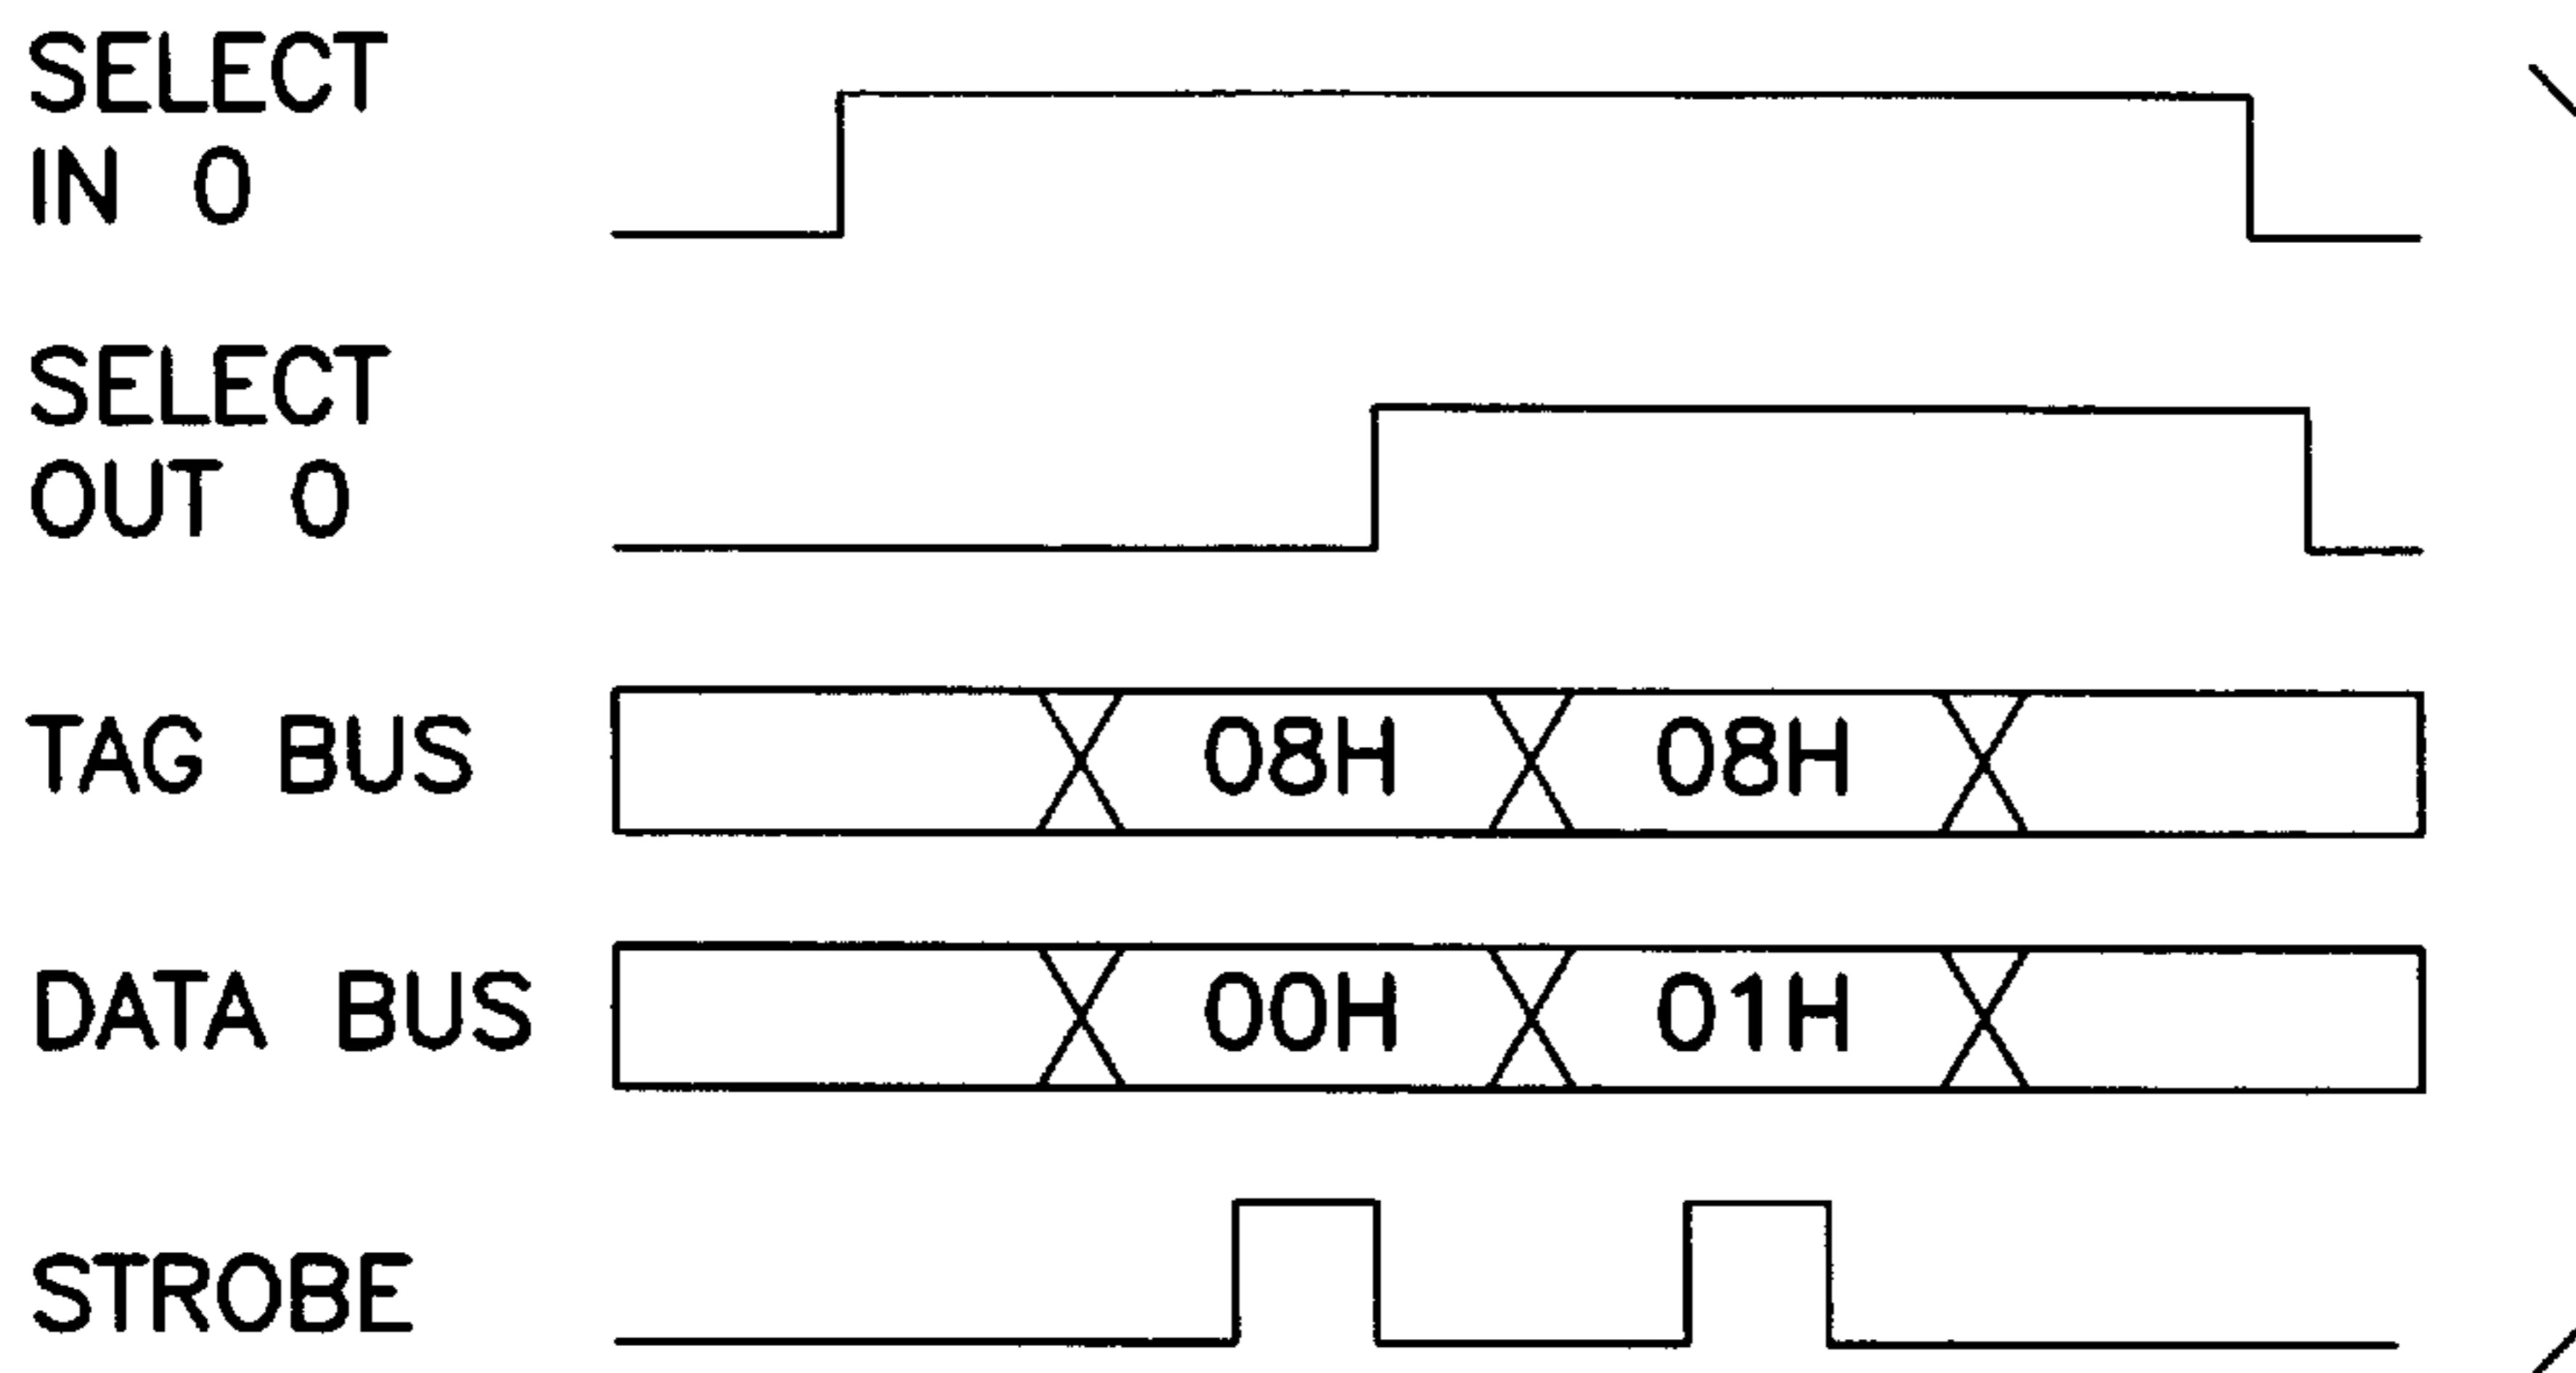 SELECT
IN 0
SELECT
OUT 0
TAG BUS 08H 08H
DATA BUS 00H 01H
STROBE